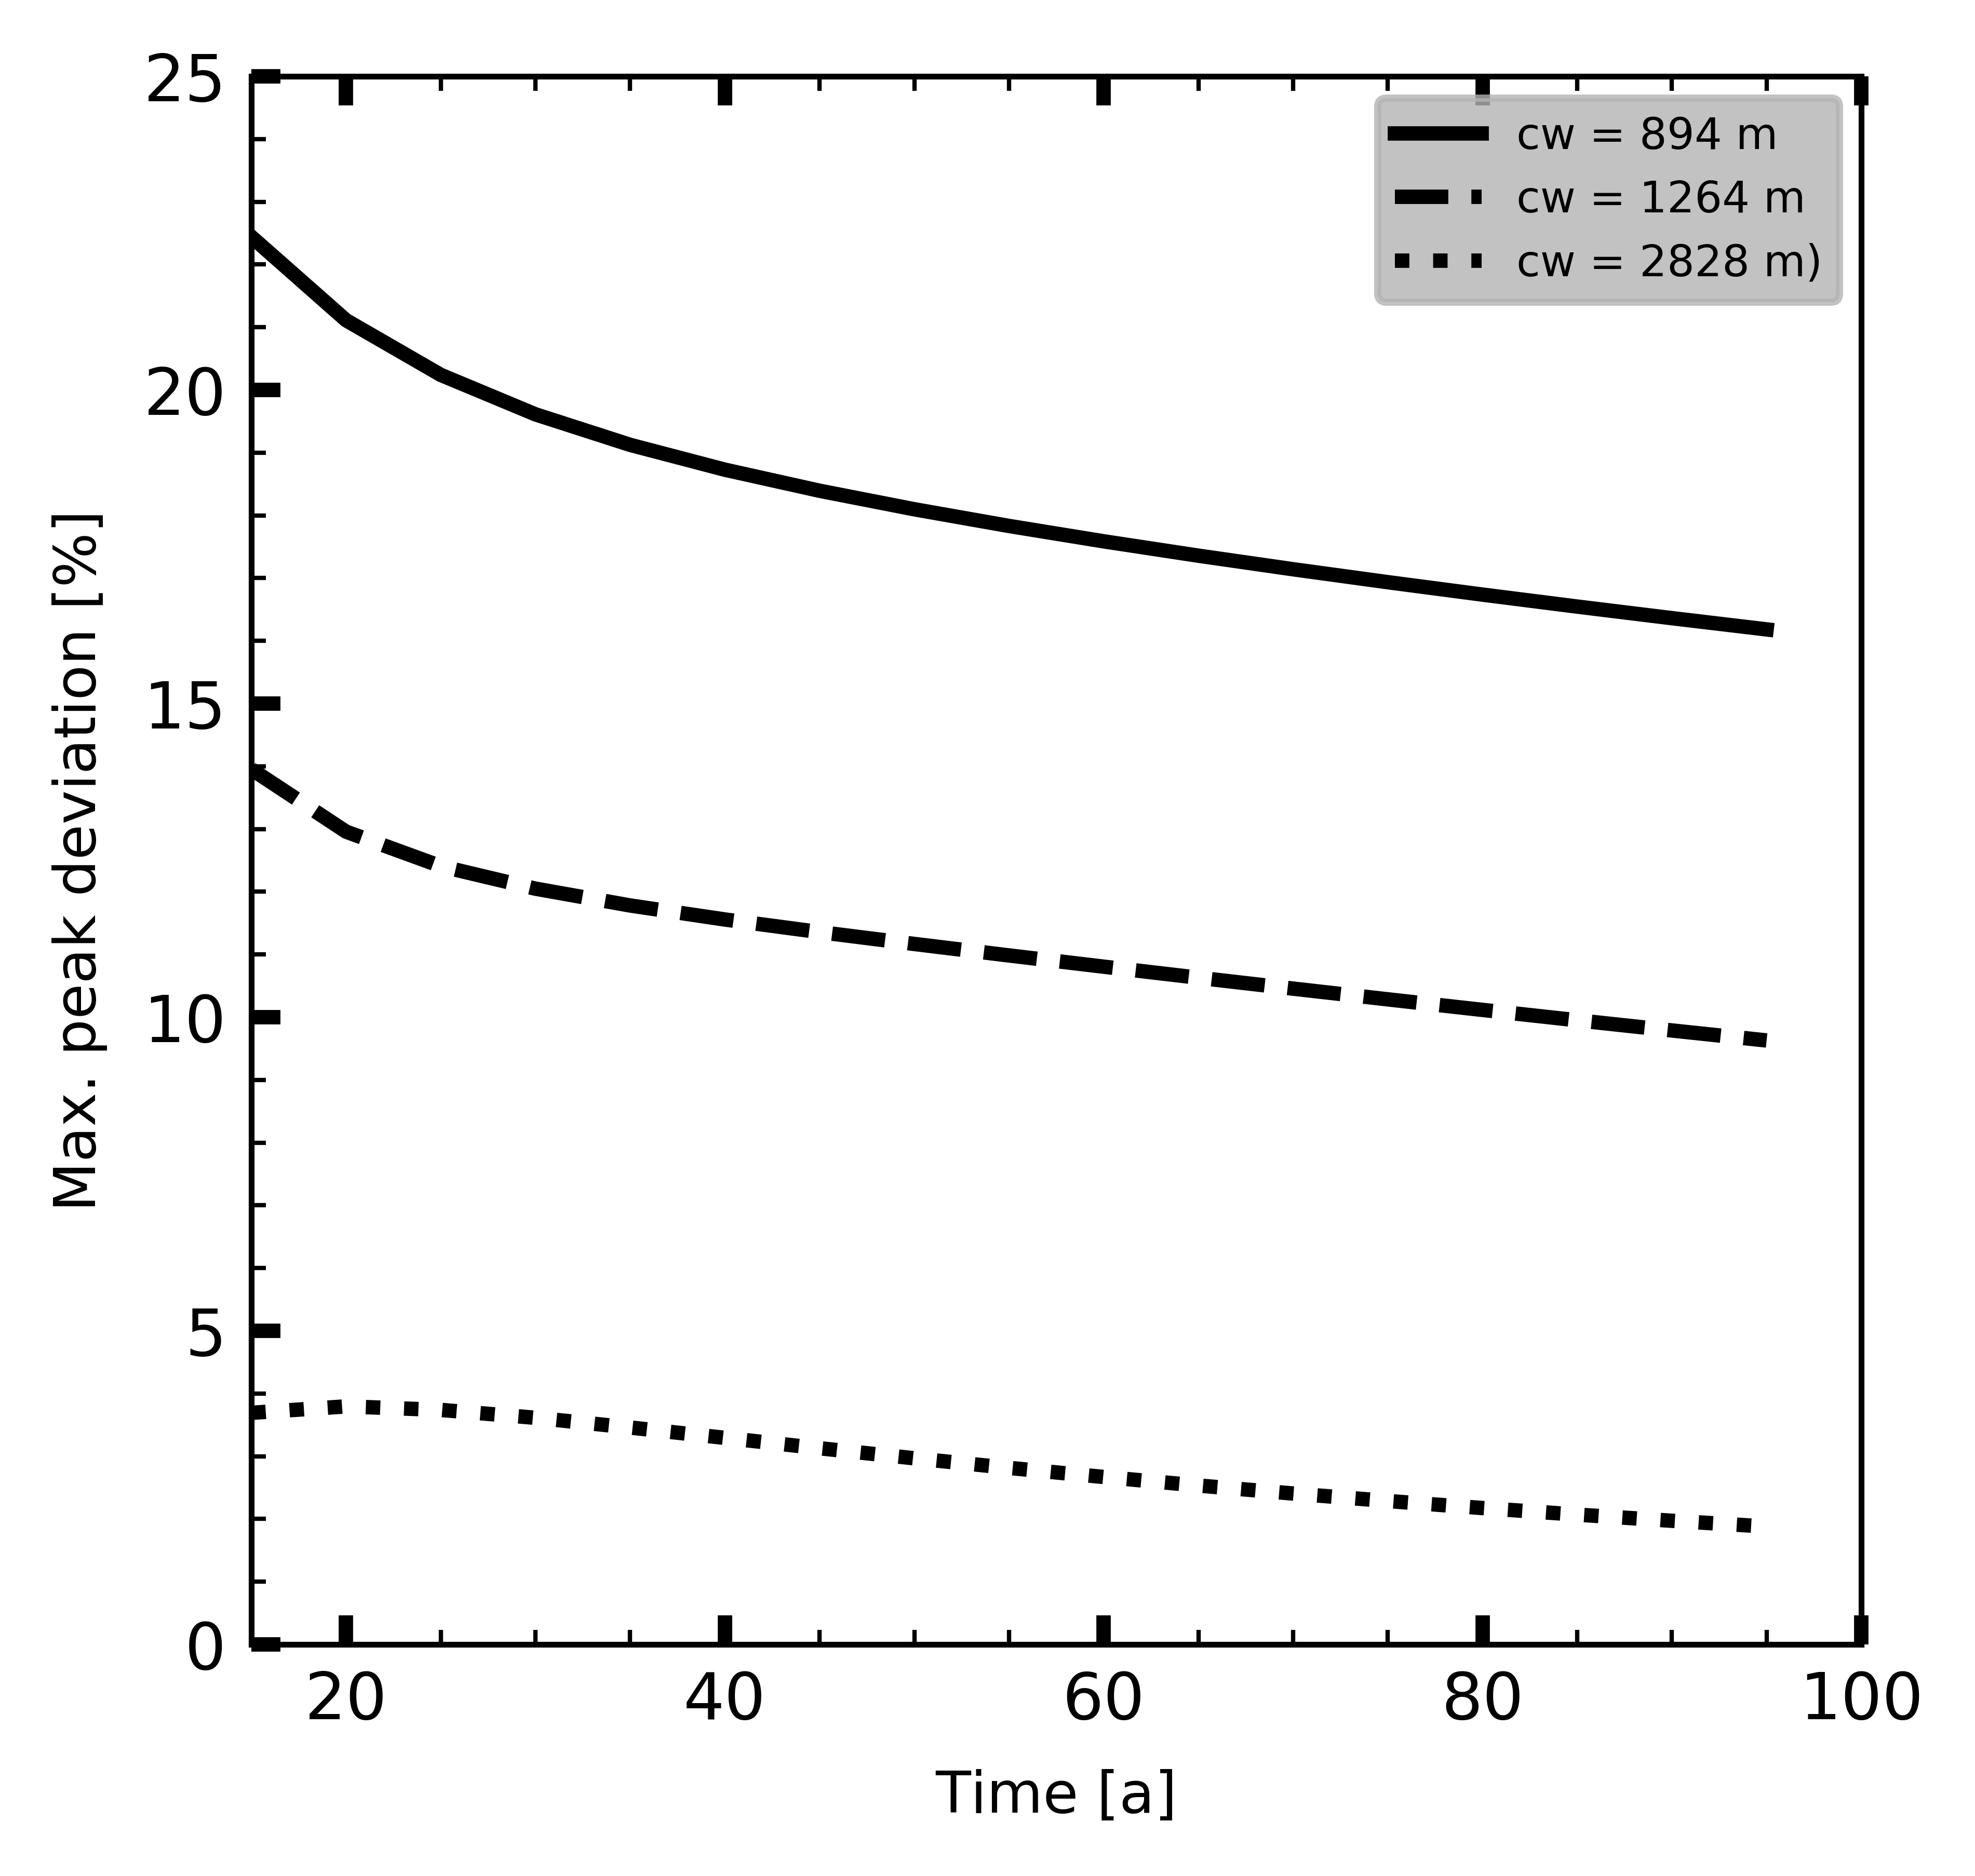 25
20
15
10
5
0
Max. peak deviation [%]
cw = 894 m
cw = 1264 m
cw = 2828 m)
20 40 60 80 100
Time [a]